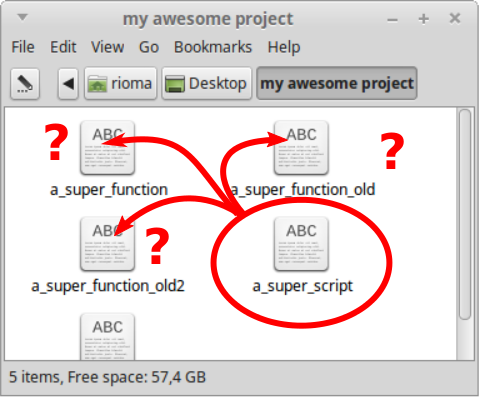 my awesome project
File Edit View Go Bookmarks Help
rioma Desktop my awesome project
? ABC ABC ?
a_super_function a_super_function_old
ABC ? ABC
a_super_function_old2 a_super_script
ABC
5 items, Free space: 57,4 GB